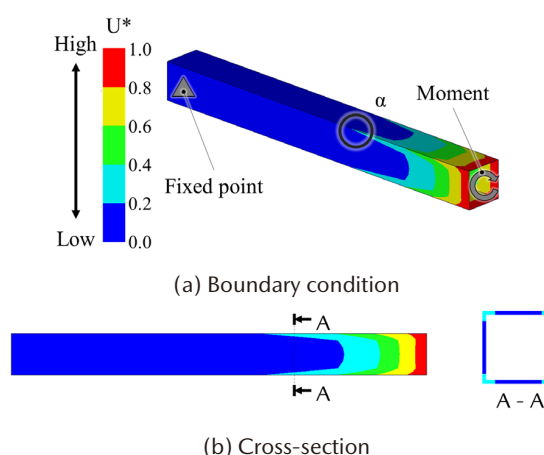 U*
High
1.0
0.8
0.6
0.4
0.2
0.0
Low
α
Moment
Fixed point
(a) Boundary condition
A
A
A - A
(b) Cross-section